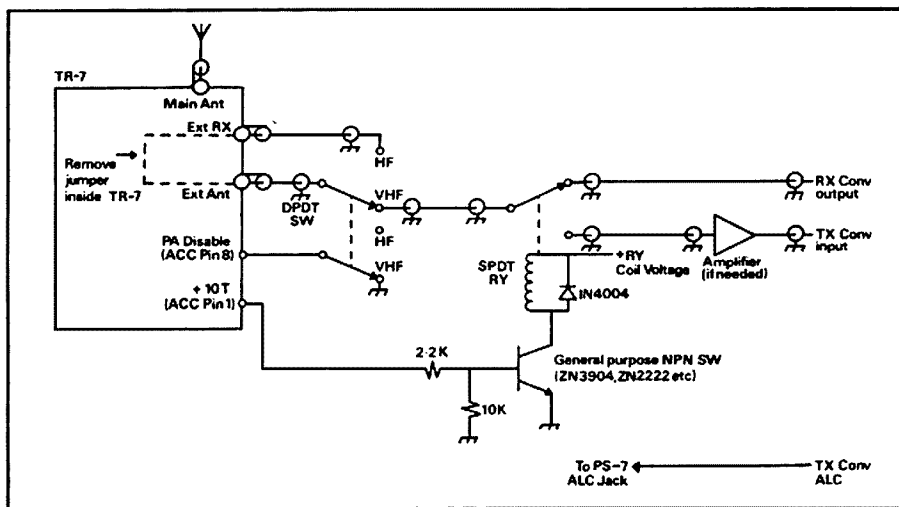 TR-7
Main Ant
Ext RX
HF
Remove
jumper
inside TR-7
Ext Ant
DPDT
SW
VHF
RX Conv
output
HF
PA Disable
(ACC Pin 8)
VHF
SPDT
RY
+RY
Coil Voltage
Amplifier
(if needed)
TX Conv
input
+ 10T
(ACC Pin 1)
IN4004
2·2K
General purpose NPN SW
(ZN3904, ZN2222 etc)
10K
To PS-7
ALC Jack
TX Conv
ALC